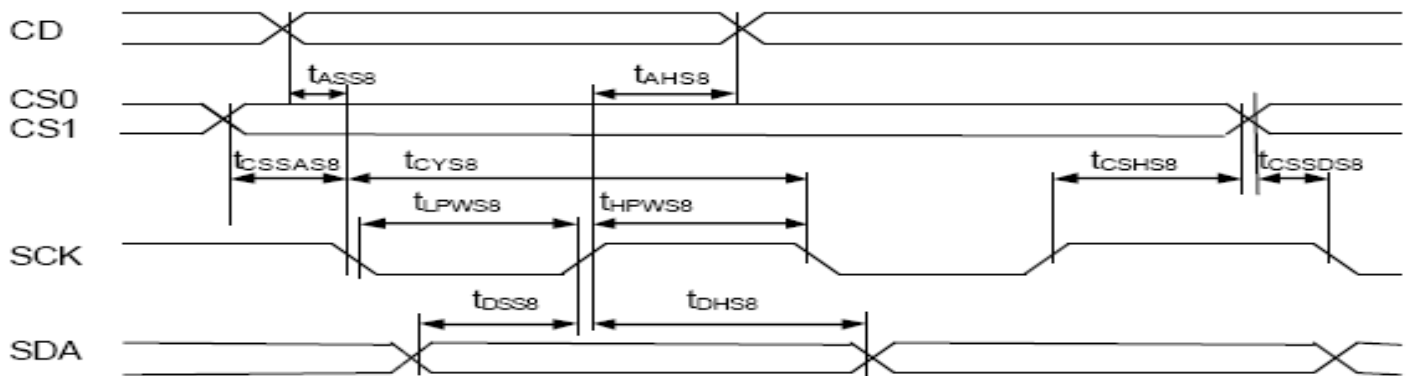 CD
tASS8 tAHS8
CS0
CS1
tCSSAS8 tCYS8 tCSHS8 tCSSDS8
tLPWS8 tHPWS8
SCK
tDSS8 tDHS8
SDA